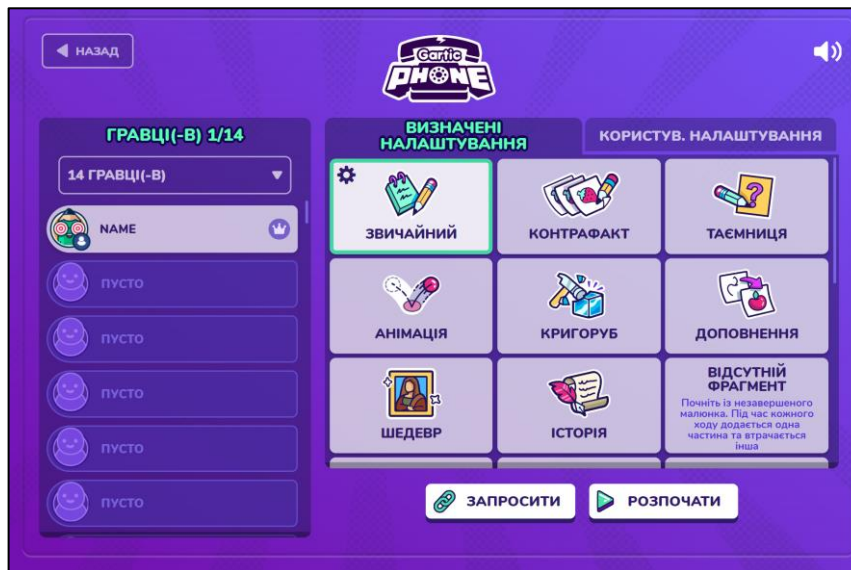 НАЗАД
Gartic
PHONE
ГРАВЦІ(-В) 1/14
14 ГРАВЦІ(-В)
NAME
ПУСТО
ПУСТО
ПУСТО
ПУСТО
ПУСТО
ВИЗНАЧЕНІ
НАЛАШТУВАННЯ
КОРИСТУВ. НАЛАШТУВАННЯ
ЗВИЧАЙНИЙ
КОНТРАФАКТ
ТАЄМНИЦЯ
АНІМАЦІЯ
КРИГОРУБ
ДОПОВНЕННЯ
ШЕДЕВР
ІСТОРІЯ
ВІДСУТНІЙ
ФРАГМЕНТ
Почніть із незавершеного
малюнка. Під час кожного
ходу додається одна
частина та втрачається
інша
ЗАПРОСИТИ
РОЗПОЧАТИ